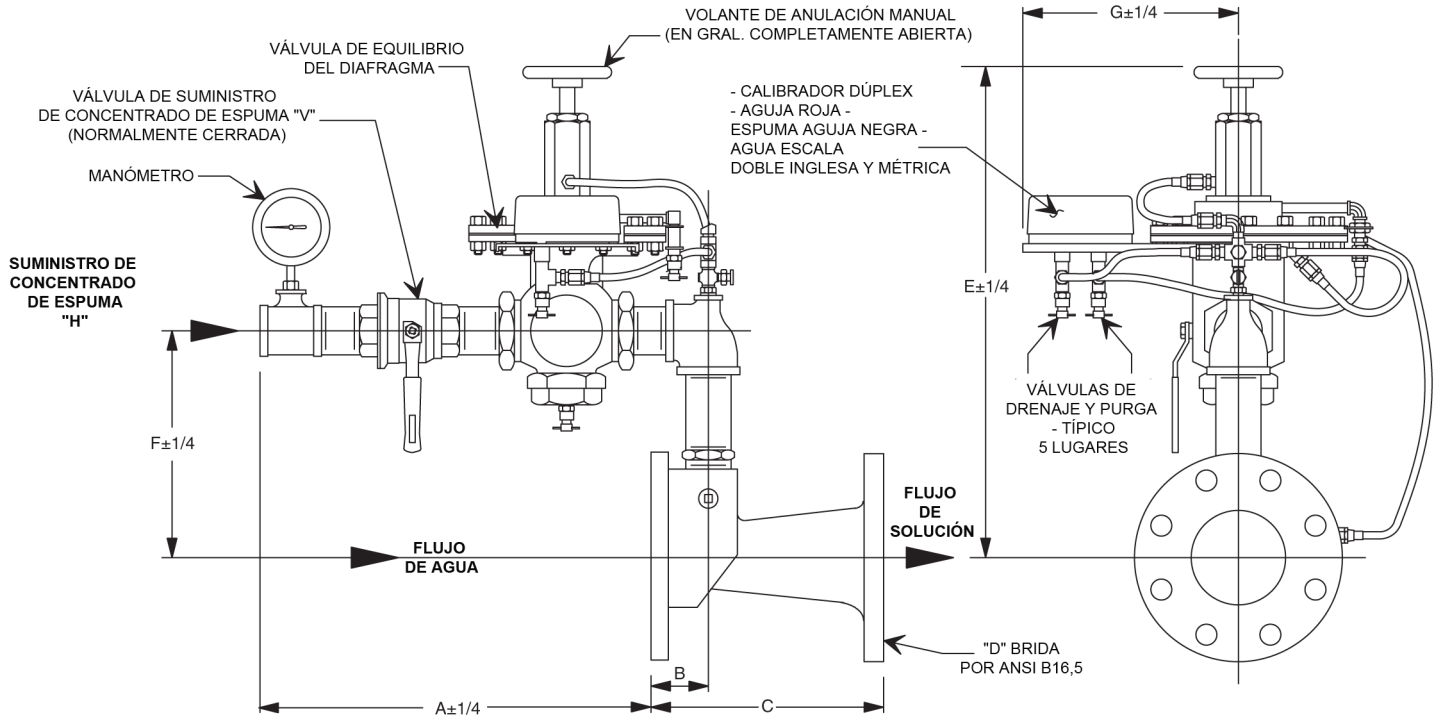 VOLANTE DE ANULACIÓN MANUAL
(EN GRAL. COMPLETAMENTE ABIERTA)
G±1/4
VÁLVULA DE EQUILIBRIO
DEL DIAFRAGMA
VÁLVULA DE SUMINISTRO
DE CONCENTRADO DE ESPUMA "V"
(NORMALMENTE CERRADA)
MANÓMETRO
- CALIBRADOR DÚPLEX
- AGUJA ROJA -
ESPUMA AGUJA NEGRA -
AGUA ESCALA
DOBLE INGLESA Y MÉTRICA
SUMINISTRO DE
CONCENTRADO
DE ESPUMA
"H"
E±1/4
VÁLVULAS DE
DRENAJE Y PURGA
- TÍPICO
5 LUGARES
F±1/4
FLUJO
DE AGUA
FLUJO
DE
SOLUCIÓN
"D" BRIDA
POR ANSI B16,5
B
A±1/4
C